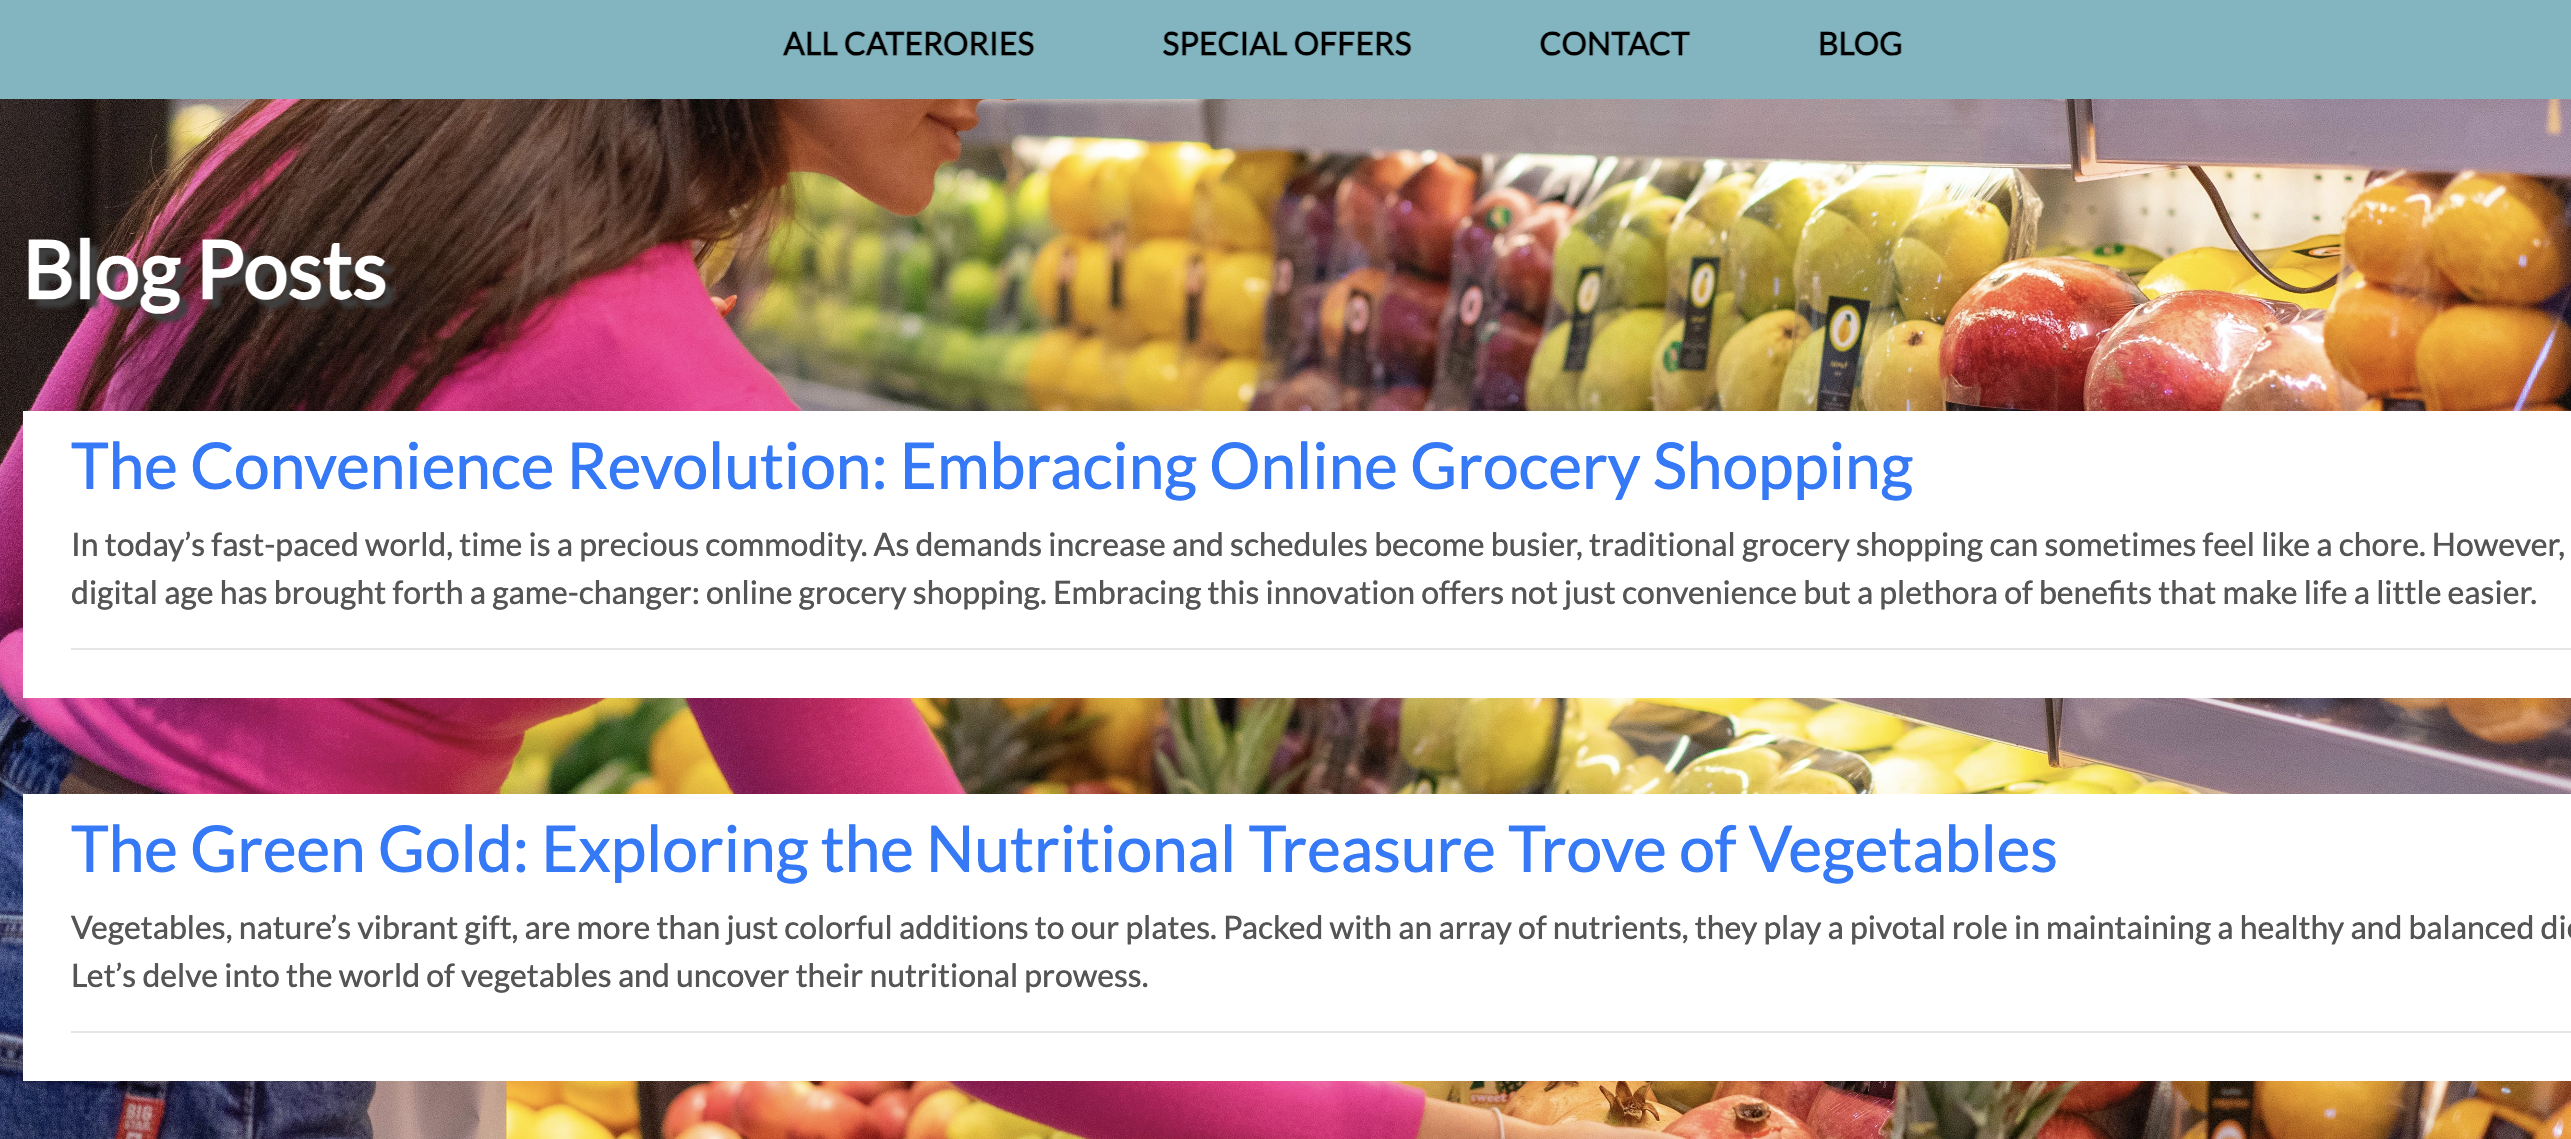 ALL CATERORIES SPECIAL OFFERS CONTACT BLOG
Blog Posts
The Convenience Revolution: Embracing Online Grocery Shopping
In today’s fast-paced world, time is a precious commodity. As demands increase and schedules become busier, traditional grocery shopping can sometimes feel like a chore. However,
digital age has brought forth a game-changer: online grocery shopping. Embracing this innovation offers not just convenience but a plethora of benefits that make life a little easier.
The Green Gold: Exploring the Nutritional Treasure Trove of Vegetables
Vegetables, nature’s vibrant gift, are more than just colorful additions to our plates. Packed with an array of nutrients, they play a pivotal role in maintaining a healthy and balanced
Let’s delve into the world of vegetables and uncover their nutritional prowess.
BIG
STAR
sweet